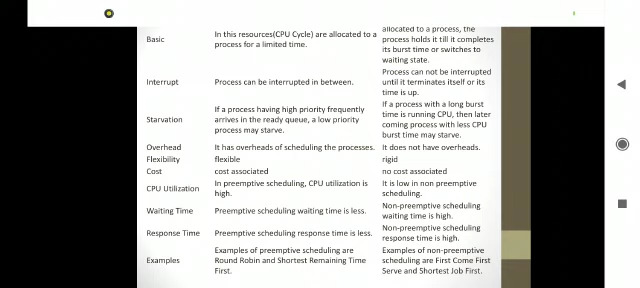 allocated to a process, the
Basic In this resources(CPU Cycle) are allocated to a process holds it till it completes
process for a limited time. its burst time or switches to
waiting state.
Process can not be interrupted
Interrupt Process can be interrupted in between. until it terminates itself or its
time is up.
If a process having high priority frequently If a process with a long burst
Starvation arrives in the ready queue, a low priority time is running CPU, then later
process may starve. coming process with less CPU
burst time may starve.
Overhead It has overheads of scheduling the processes. It does not have overheads.
Flexibility flexible rigid
Cost cost associated no cost associated
CPU Utilization In preemptive scheduling, CPU utilization is It is low in non preemptive
high. scheduling.
Waiting Time Preemptive scheduling waiting time is less. Non-preemptive scheduling
waiting time is high.
Response Time Preemptive scheduling response time is less. Non-preemptive scheduling
response time is high.
Examples of preemptive scheduling are Examples of non-preemptive
Examples Round Robin and Shortest Remaining Time scheduling are First Come First
First. Serve and Shortest Job First.